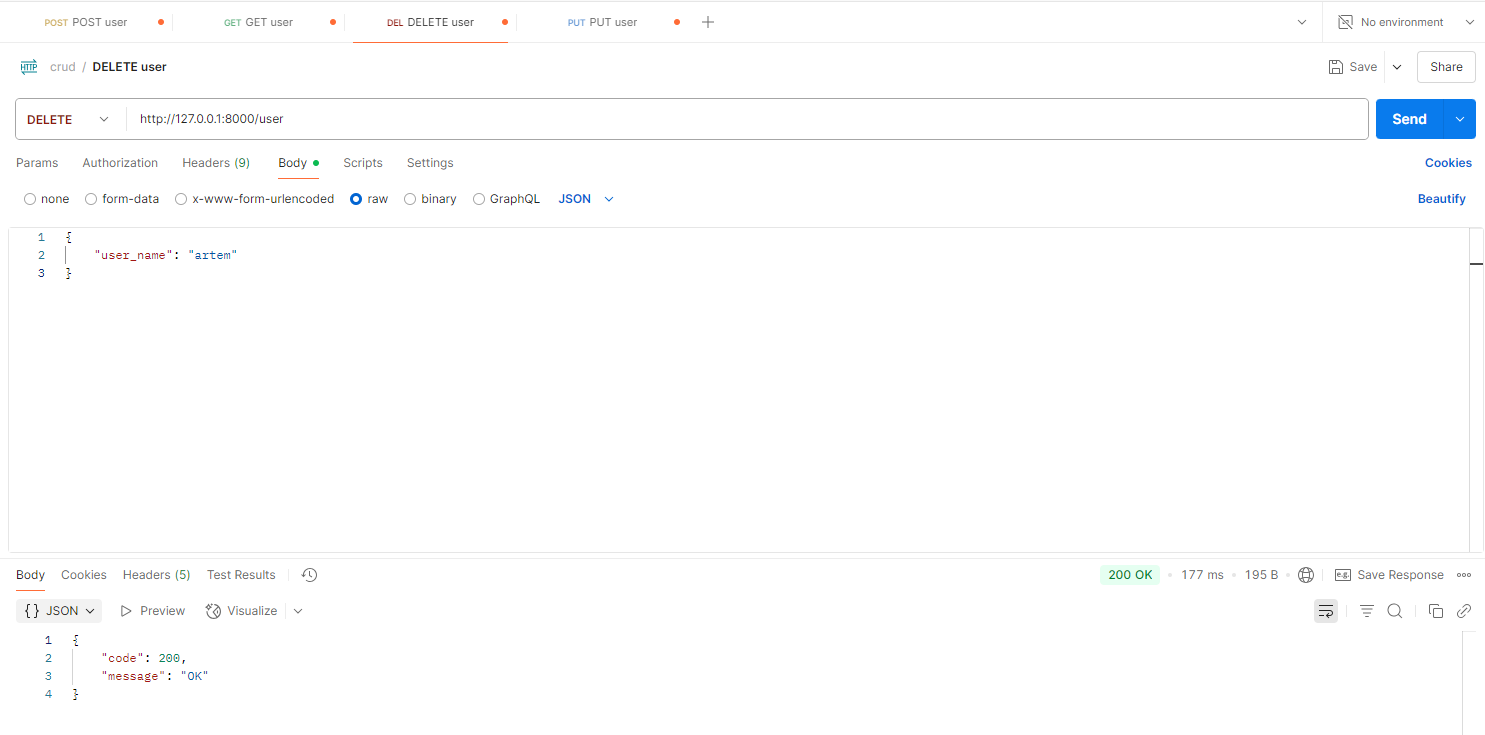 POST POST user GET GET user DEL DELETE user PUT PUT user No environment
HTTP crud / DELETE user Save Share
DELETE http://127.0.0.1:8000/user Send
Params Authorization Headers (9) Body Scripts Settings Cookies
none form-data x-www-form-urlencoded raw binary GraphQL JSON Beautify
1 {
2 "user_name": "artem"
3 }
Body Cookies Headers (5) Test Results 200 OK 177 ms 195 B e.g. Save Response
{} JSON Preview Visualize
1 {
2 "code": 200,
3 "message": "OK"
4 }